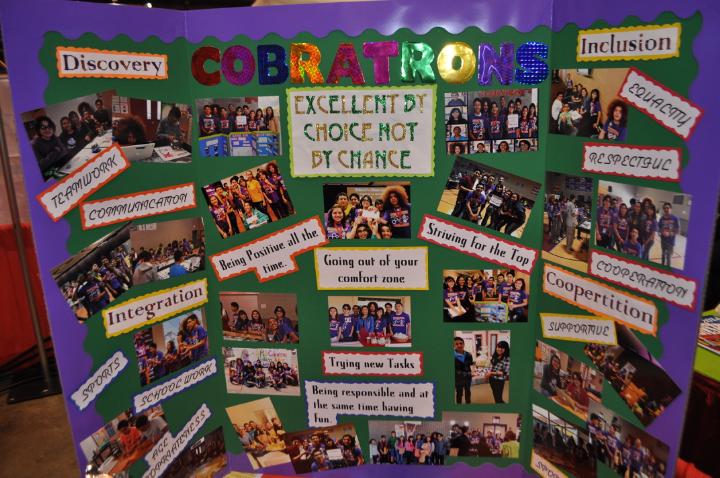 Discovery
TEAMWORK
COMMUNICATION
Integration
SPORTS
SCHOOL WORK
AGE
APPROPRIATENESS
COBRATRONS
EXCELLENT BY
CHOICE NOT
BY CHANCE
Being Positive all the
time.
Going out of your
comfort zone
Striving for the Top
Trying new Tasks
Being responsible and at
the same time having
fun.
Inclusion
EQUALITY
RESPECTFUL
COOPERATION
Coopertition
SUPPORTIVE